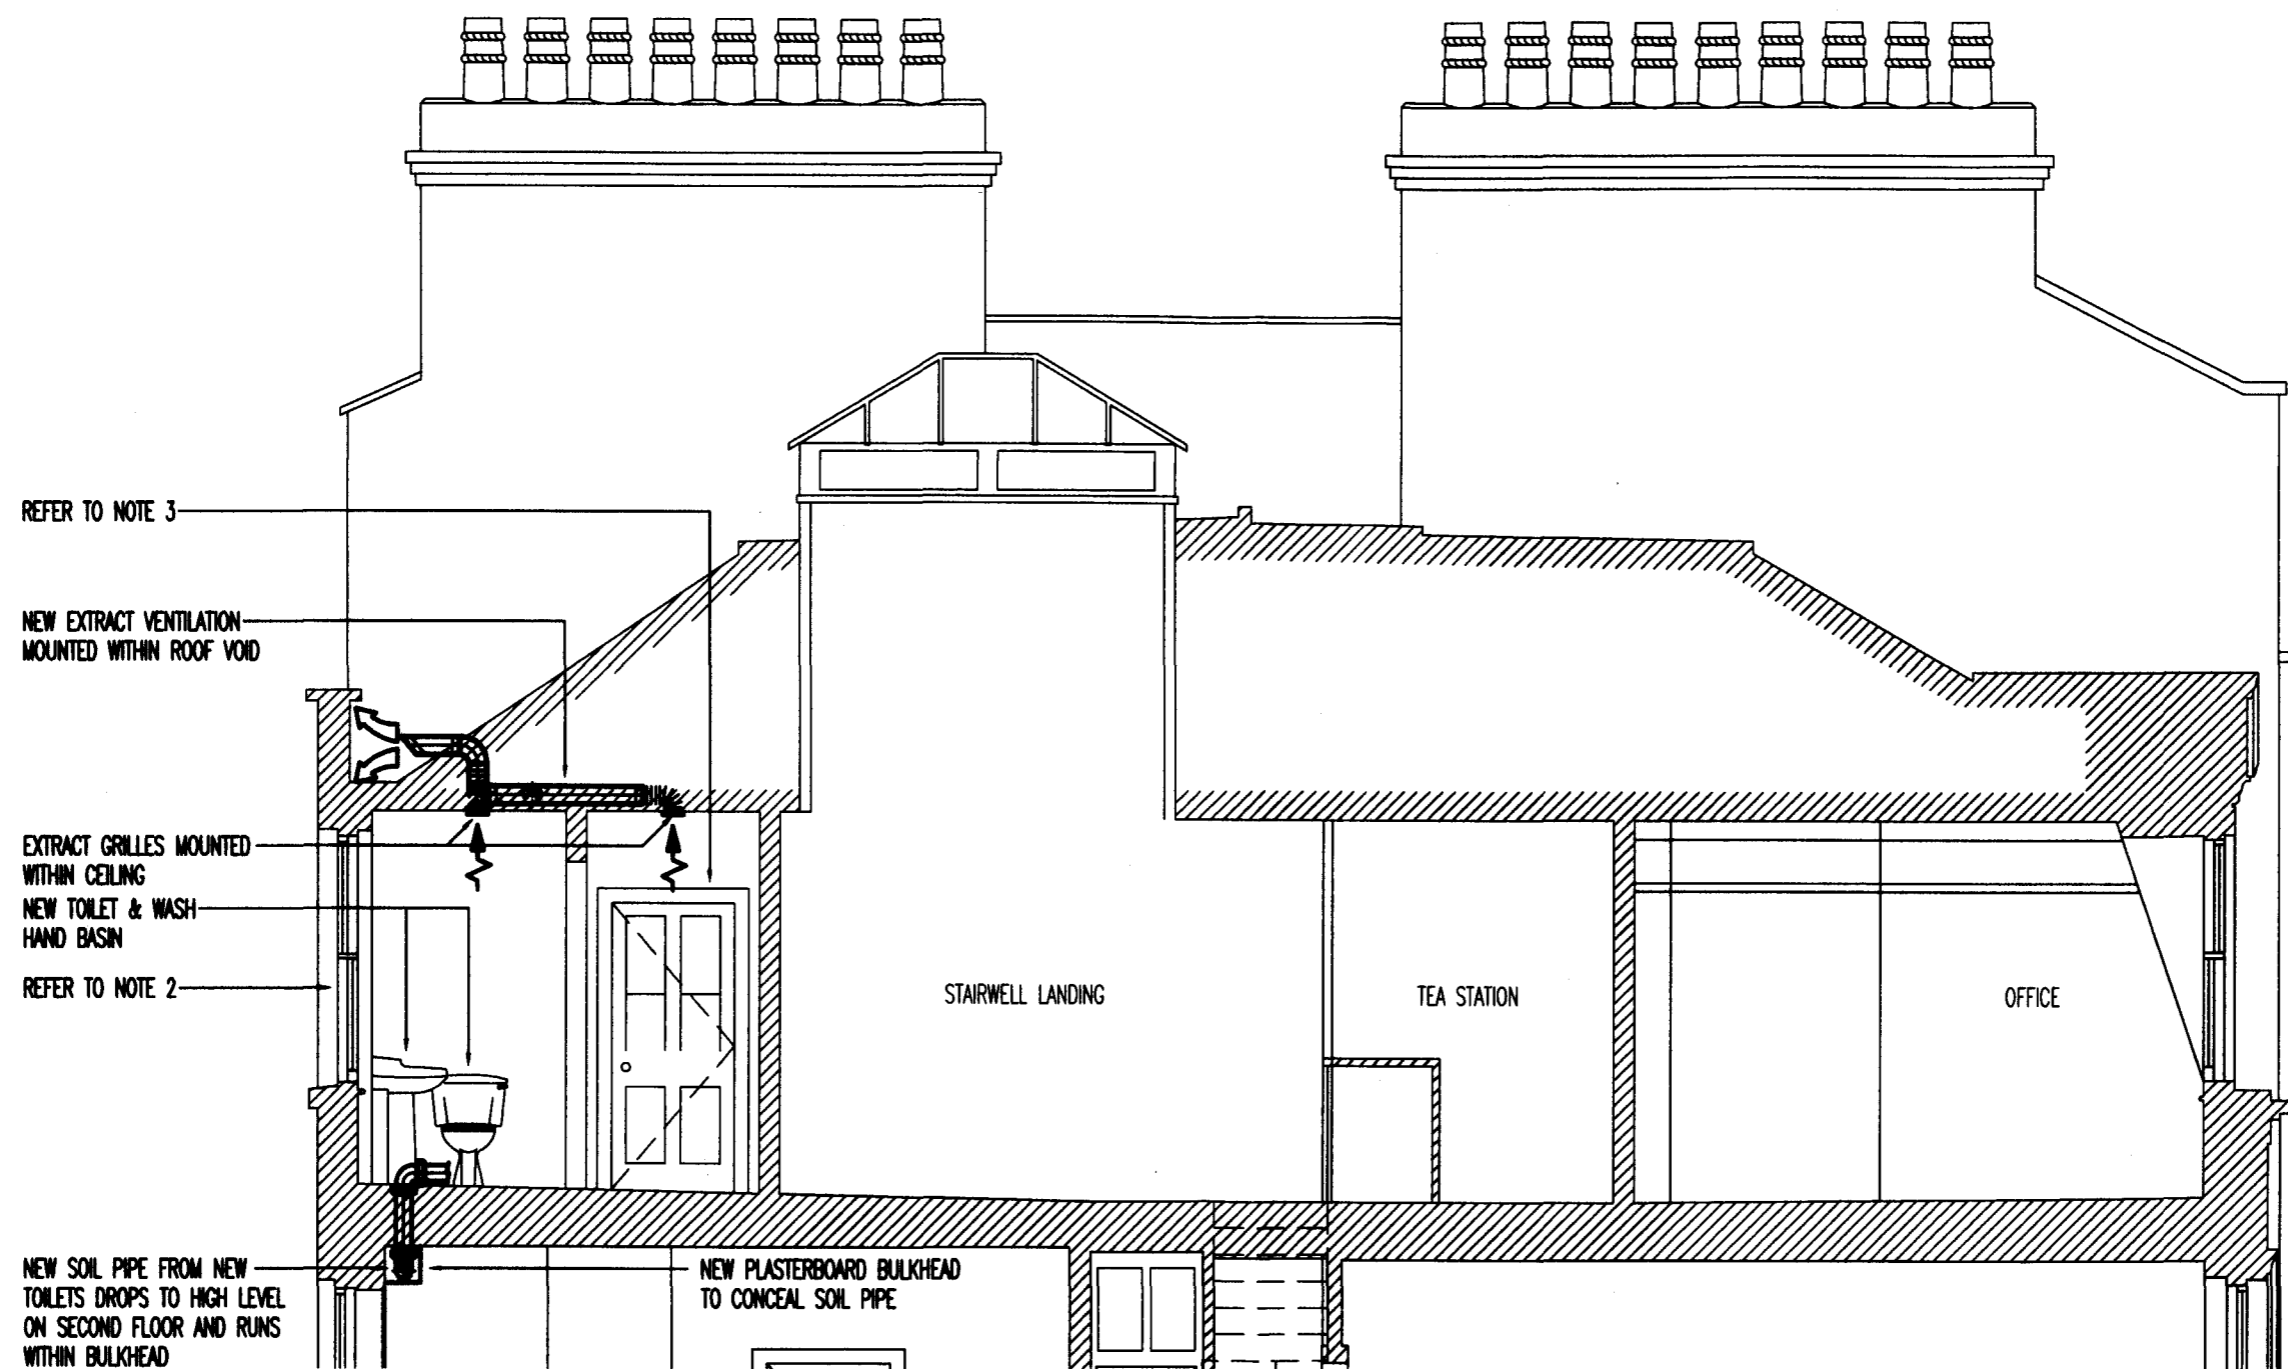 REFER TO NOTE 3
NEW EXTRACT VENTILATION
MOUNTED WITHIN ROOF VOID
EXTRACT GRILLES MOUNTED
WITHIN CEILING
NEW TOILET & WASH
HAND BASIN
REFER TO NOTE 2
STAIRWELL LANDING
TEA STATION
OFFICE
NEW SOIL PIPE FROM NEW
TOILETS DROPS TO HIGH LEVEL
ON SECOND FLOOR AND RUNS
WITHIN BULKHEAD
NEW PLASTERBOARD BULKHEAD
TO CONCEAL SOIL PIPE